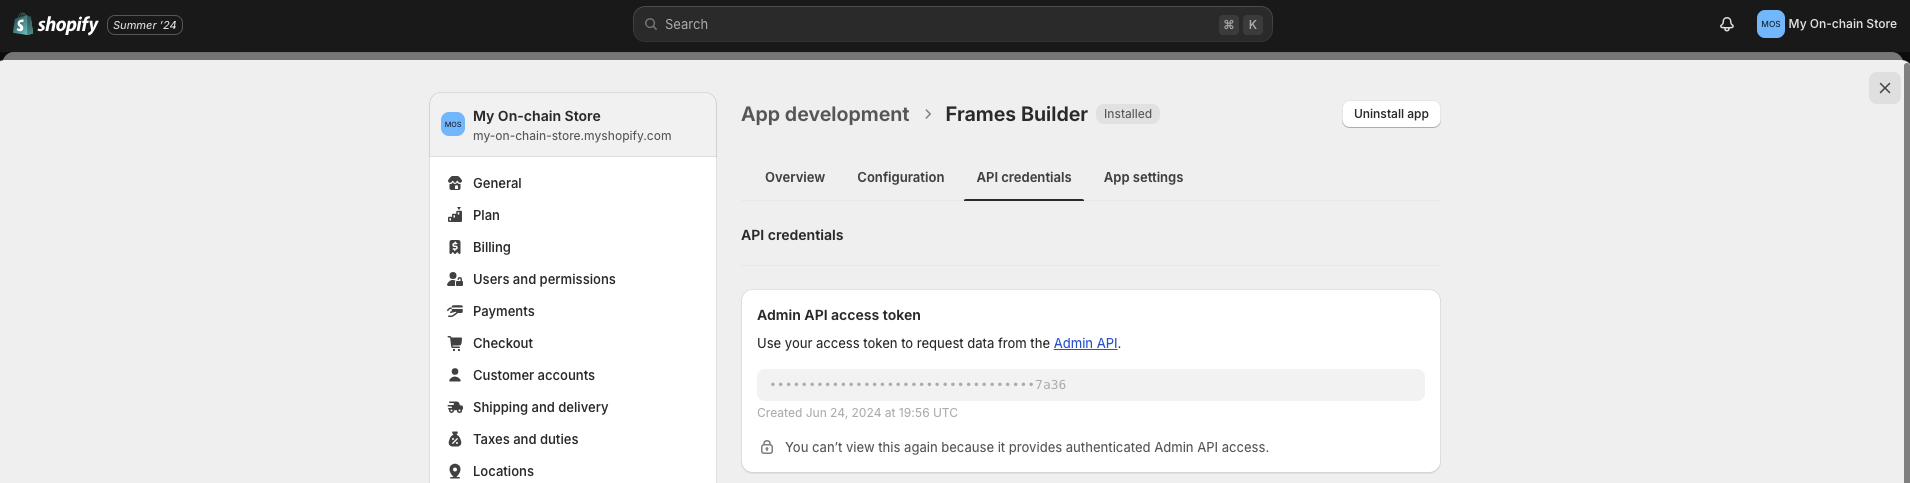 shopify Summer '24 Search ⌘ K MOS My On-chain Store
MOS My On-chain Store
my-on-chain-store.myshopify.com
General
Plan
Billing
Users and permissions
Payments
Checkout
Customer accounts
Shipping and delivery
Taxes and duties
Locations
App development > Frames Builder Installed Uninstall app
Overview Configuration API credentials App settings
API credentials
Admin API access token
Use your access token to request data from the Admin API.
••••••••••••••••••••••••••••••••••7a36
Created Jun 24, 2024 at 19:56 UTC
You can't view this again because it provides authenticated Admin API access.